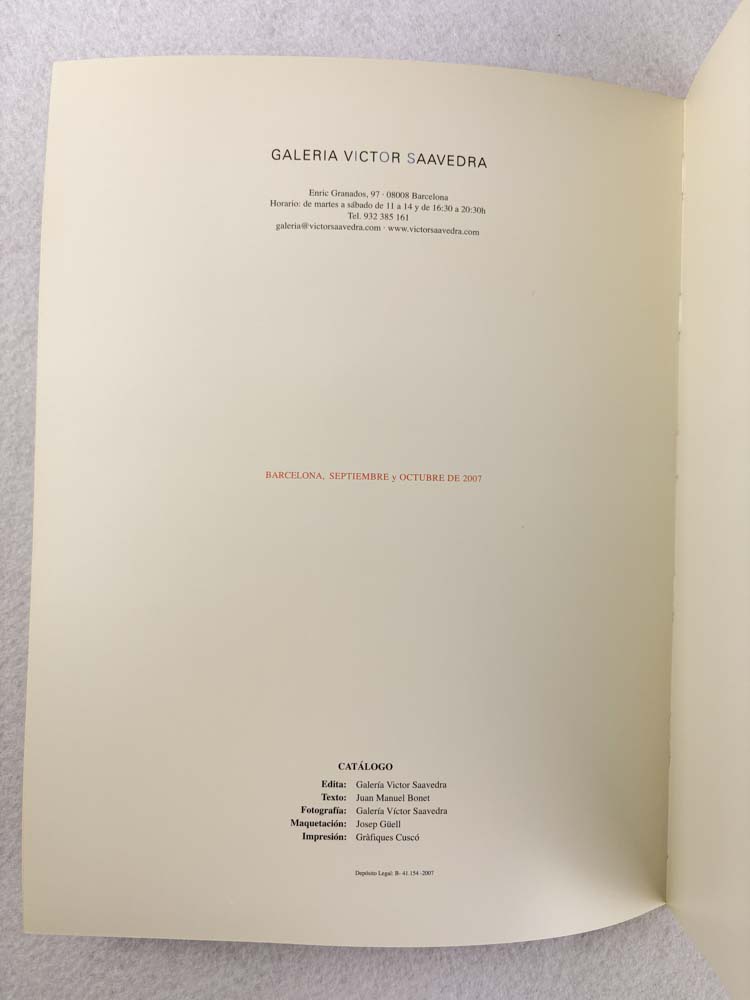 GALERIA VICTOR SAAVEDRA
Enric Granados, 97 · 08008 Barcelona
Horario: de martes a sábado de 11 a 14 y de 16:30 a 20:30h
Tel. 932 385 161
galeria@victorsaavedra.com · www.victorsaavedra.com
BARCELONA, SEPTIEMBRE y OCTUBRE DE 2007
CATÁLOGO
Edita: Galería Victor Saavedra
Texto: Juan Manuel Bonet
Fotografía: Galería Víctor Saavedra
Maquetación: Josep Güell
Impresión: Gràfiques Cuscó
Depósito Legal: B- 41.154 -2007